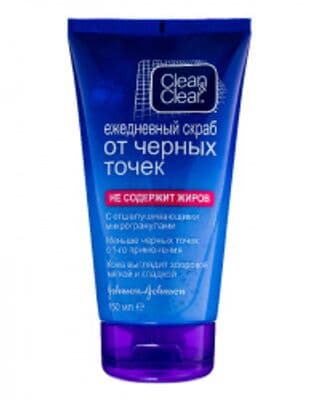 Clean &
Clear.
ежедневный скраб
от черных
точек
НЕ СОДЕРЖИТ ЖИРОВ
С отшелушивающими
микрогранулами
Меньше черных точек
с 1-го применения
Кожа выглядит здоровой
мягкой и гладкой
Johnson & Johnson
150 мл e